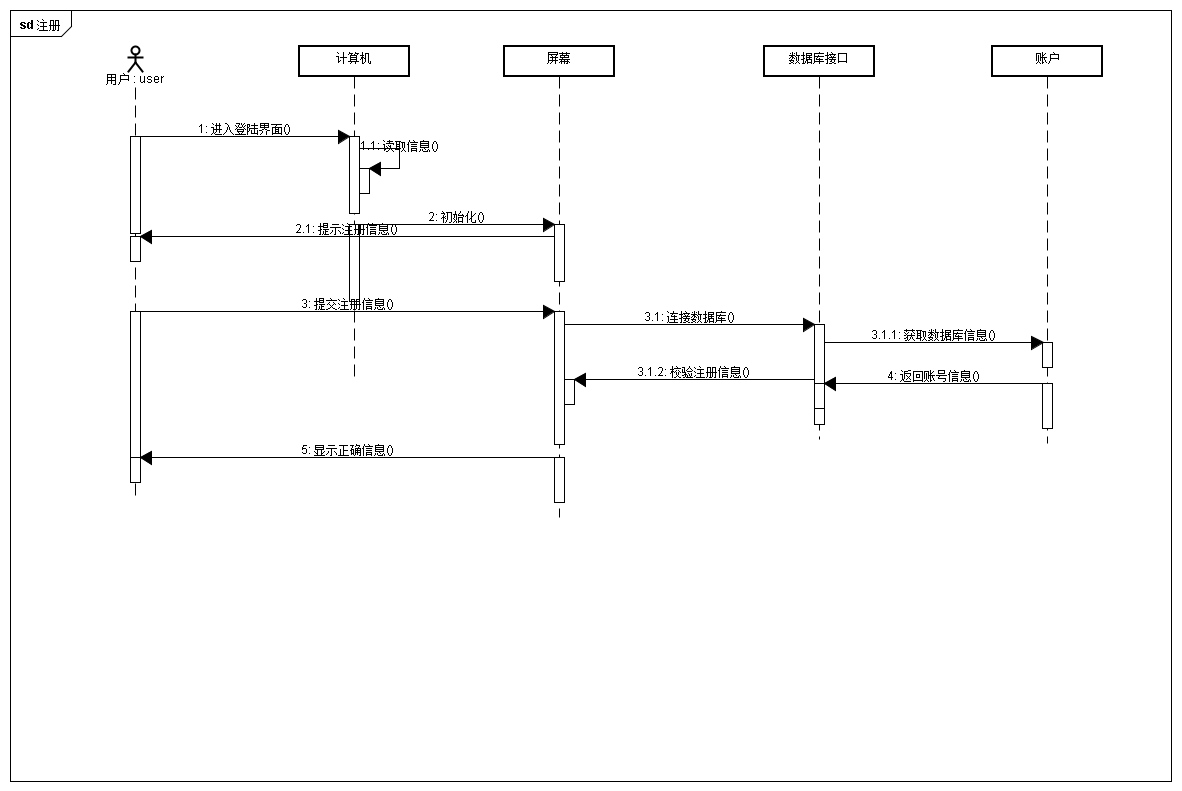 sd 注册
计算机
屏幕
数据库接口
账户
用户 : user
1: 进入登陆界面()
1.1: 读取信息()
2: 初始化()
2.1: 提示注册信息()
3: 提交注册信息()
3.1: 连接数据库()
3.1.1: 获取数据库信息()
3.1.2: 校验注册信息()
4: 返回账号信息()
5: 显示正确信息()